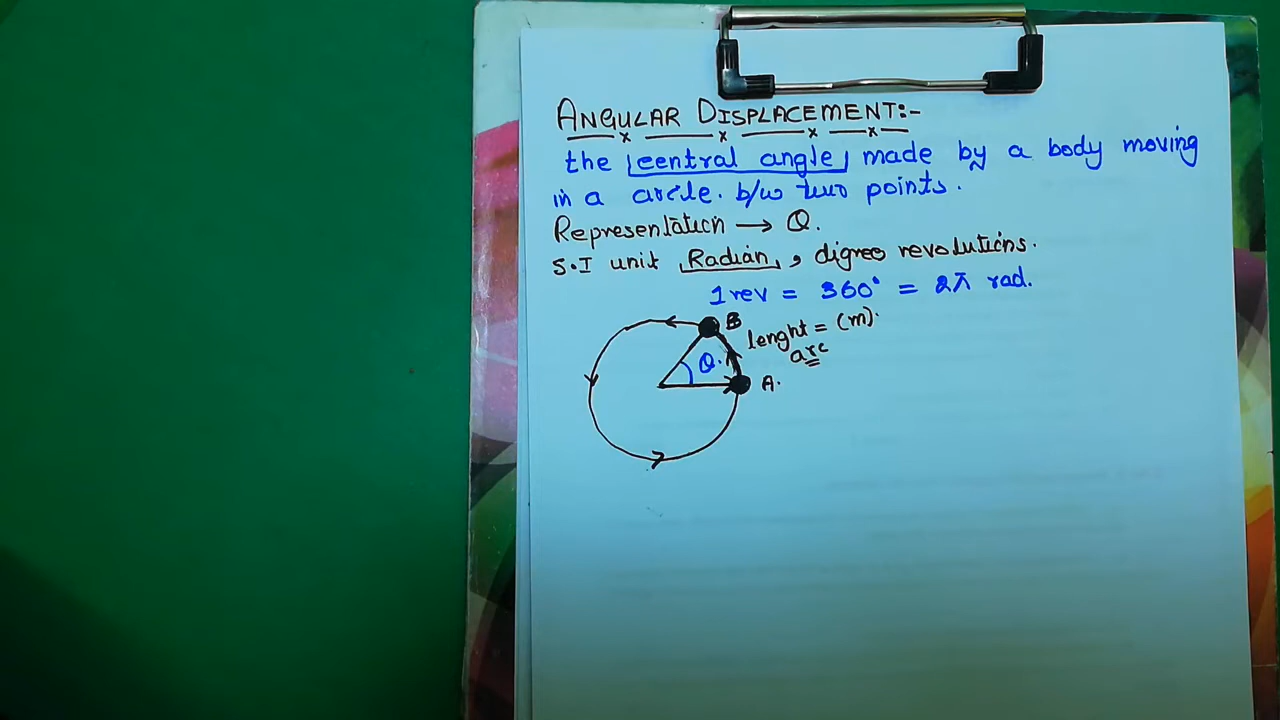 ANGULAR DISPLACEMENT:-
the central angle made by a body moving
in a circle. b/w two points.
Representation → Q.
S.I unit Radian, digree revolutions.
1 rev = 360° = 2π rad.
B
lenght = (m).
arc
Q.
A.